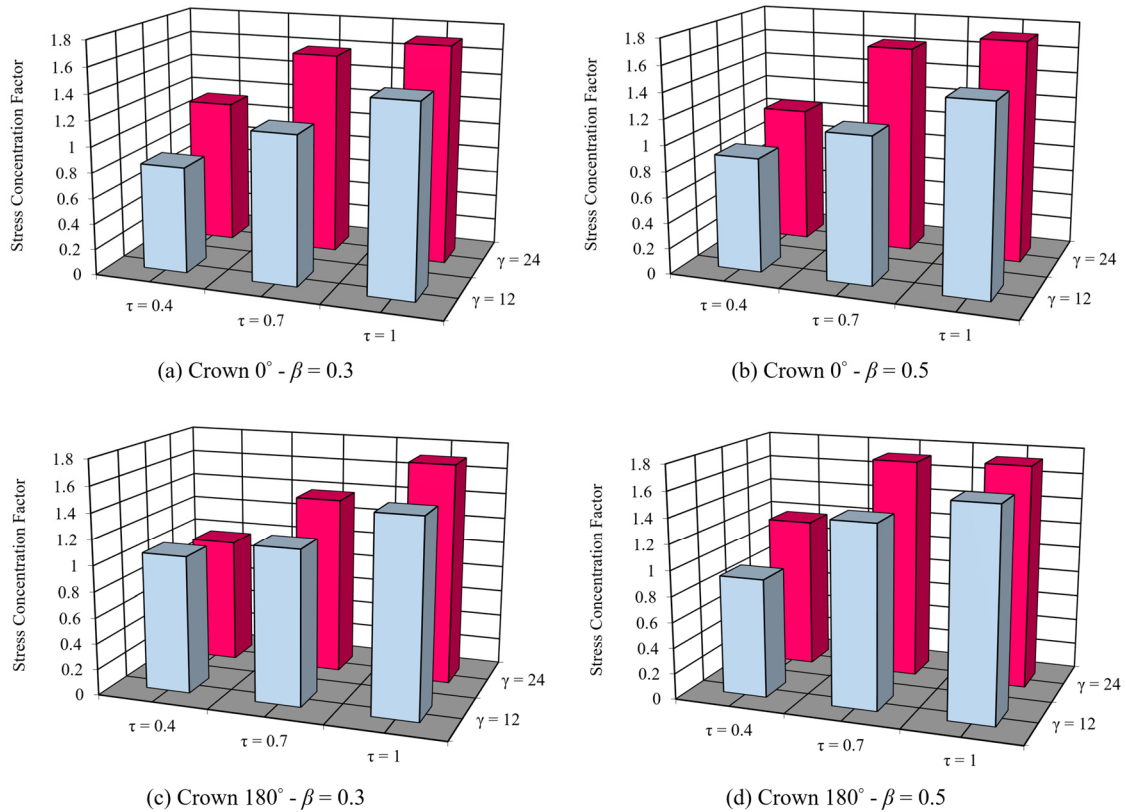 Stress Concentration Factor
1.8
1.6
1.4
1.2
1
0.8
0.6
0.4
0.2
0
τ = 0.4
τ = 0.7
τ = 1
γ = 12
γ = 24
(a) Crown 0° - β = 0.3
Stress Concentration Factor
1.8
1.6
1.4
1.2
1
0.8
0.6
0.4
0.2
0
τ = 0.4
τ = 0.7
τ = 1
γ = 12
γ = 24
(b) Crown 0° - β = 0.5
Stress Concentration Factor
1.8
1.6
1.4
1.2
1
0.8
0.6
0.4
0.2
0
τ = 0.4
τ = 0.7
τ = 1
γ = 12
γ = 24
(c) Crown 180° - β = 0.3
Stress Concentration Factor
1.8
1.6
1.4
1.2
1
0.8
0.6
0.4
0.2
0
τ = 0.4
τ = 0.7
τ = 1
γ = 12
γ = 24
(d) Crown 180° - β = 0.5